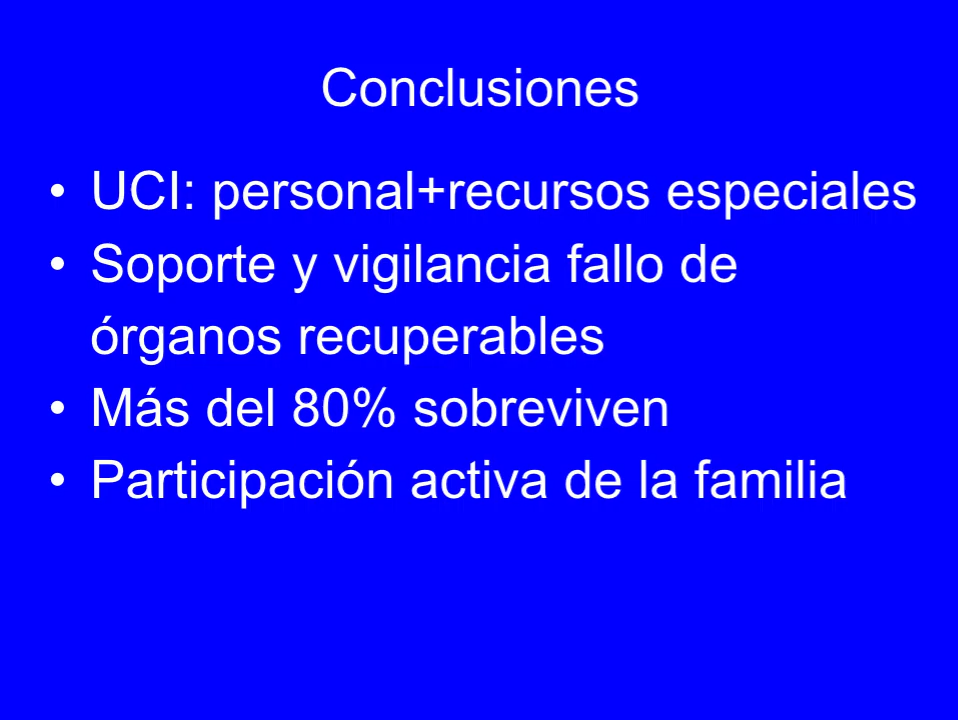 Conclusiones
• UCI: personal+recursos especiales
• Soporte y vigilancia fallo de
órganos recuperables
• Más del 80% sobreviven
• Participación activa de la familia